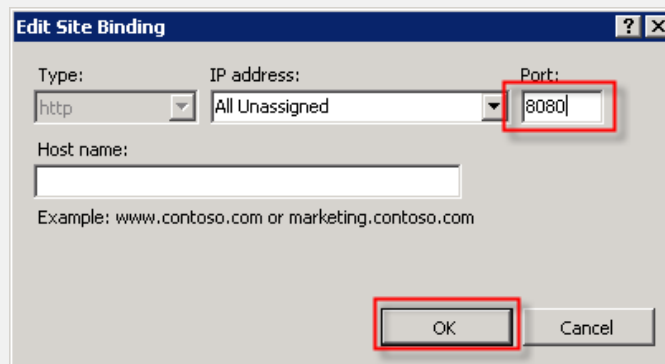 Edit Site Binding
Type: IP address: Port:
http All Unassigned 8080
Host name:
Example: www.contoso.com or marketing.contoso.com
OK Cancel